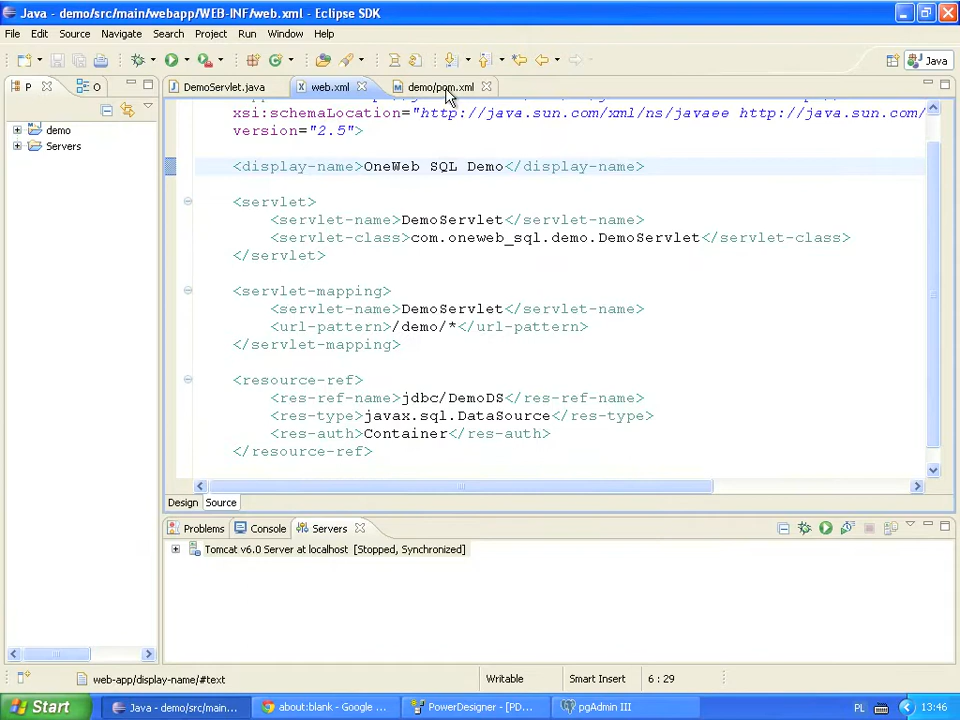 Java - demo/src/main/webapp/WEB-INF/web.xml - Eclipse SDK
File Edit Source Navigate Search Project Run Window Help
Java
P O DemoServlet.java web.xml demo/pom.xml
xsi:schemaLocation="http://java.sun.com/xml/ns/javaee http://java.sun.com/
version="2.5">
demo
Servers
<display-name>OneWeb SQL Demo</display-name>
<servlet>
<servlet-name>DemoServlet</servlet-name>
<servlet-class>com.oneweb_sql.demo.DemoServlet</servlet-class>
</servlet>
<servlet-mapping>
<servlet-name>DemoServlet</servlet-name>
<url-pattern>/demo/*</url-pattern>
</servlet-mapping>
<resource-ref>
<res-ref-name>jdbc/DemoDS</res-ref-name>
<res-type>javax.sql.DataSource</res-type>
<res-auth>Container</res-auth>
</resource-ref>
Design Source
Problems Console Servers
Tomcat v6.0 Server at localhost [Stopped, Synchronized]
web-app/display-name/#text Writable Smart Insert 6 : 29
Start Java - demo/src/main... about:blank - Google ... PowerDesigner - [PD... pgAdmin III PL 13:46